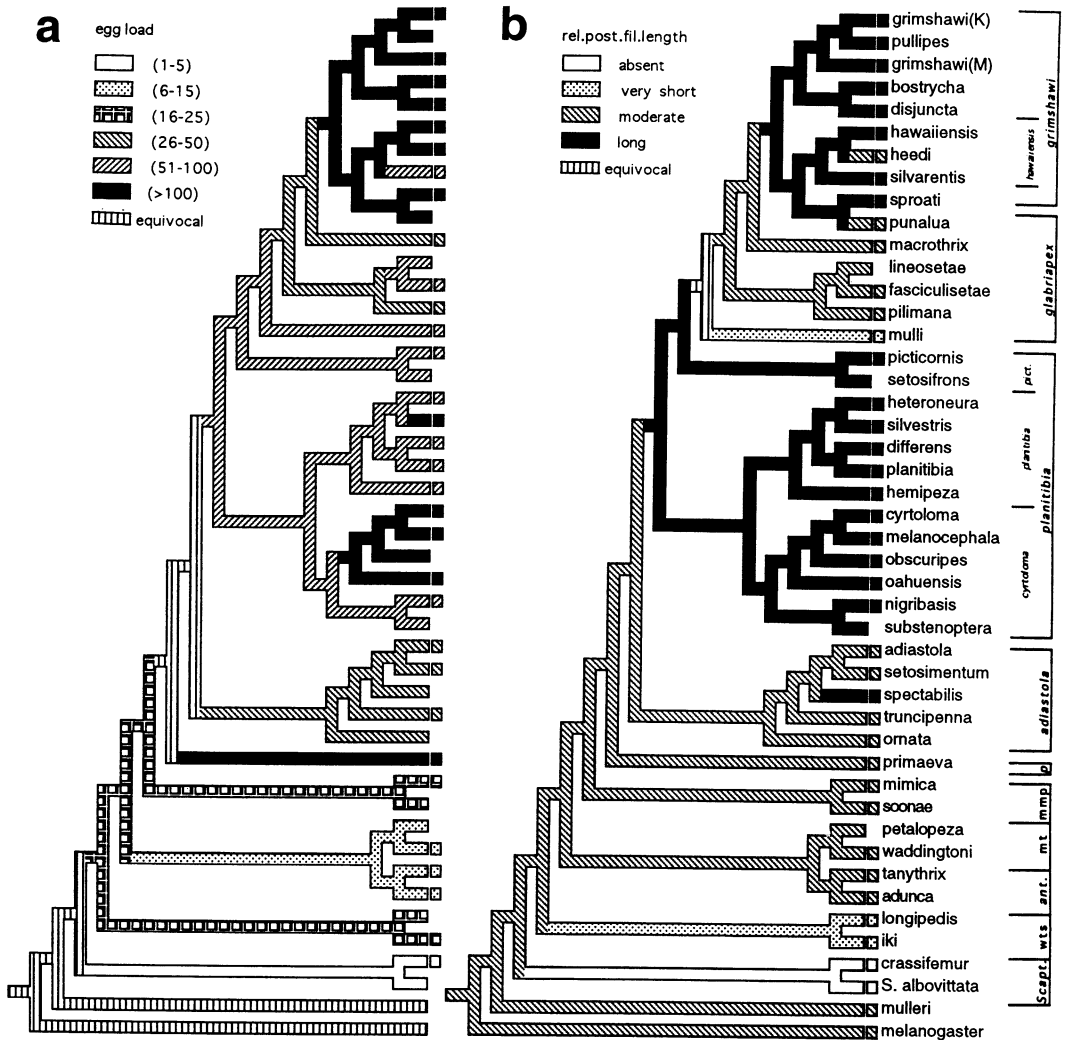 a
egg load
(1-5)
(6-15)
(16-25)
(26-50)
(51-100)
(>100)
equivocal
b
rel.post.fil.length
absent
very short
moderate
long
equivocal
grimshawi(K)
pullipes
grimshawi(M)
bostrycha
disjuncta
hawaiiensis
heedi
silvarentis
sproati
punalua
macrothrix
lineosetae
fasciculisetae
pilimana
mulli
picticornis
setosifrons
heteroneura
silvestris
differens
planitibia
hemipeza
cyrtoloma
melanocephala
obscuripes
oahuensis
nigribasis
substenoptera
adiastola
setosimentum
spectabilis
truncipenna
ornata
primaeva
mimica
soonae
petalopeza
waddingtoni
tanythrix
adunca
longipedis
iki
crassifemur
S. albovittata
mulleri
melanogaster
grimshawi
hawaiiensis
glabriapex
pict.
planitibia
planitibia
cyrtoloma
adiastola
p
mmp
mt
ant.
wts
Scapt.